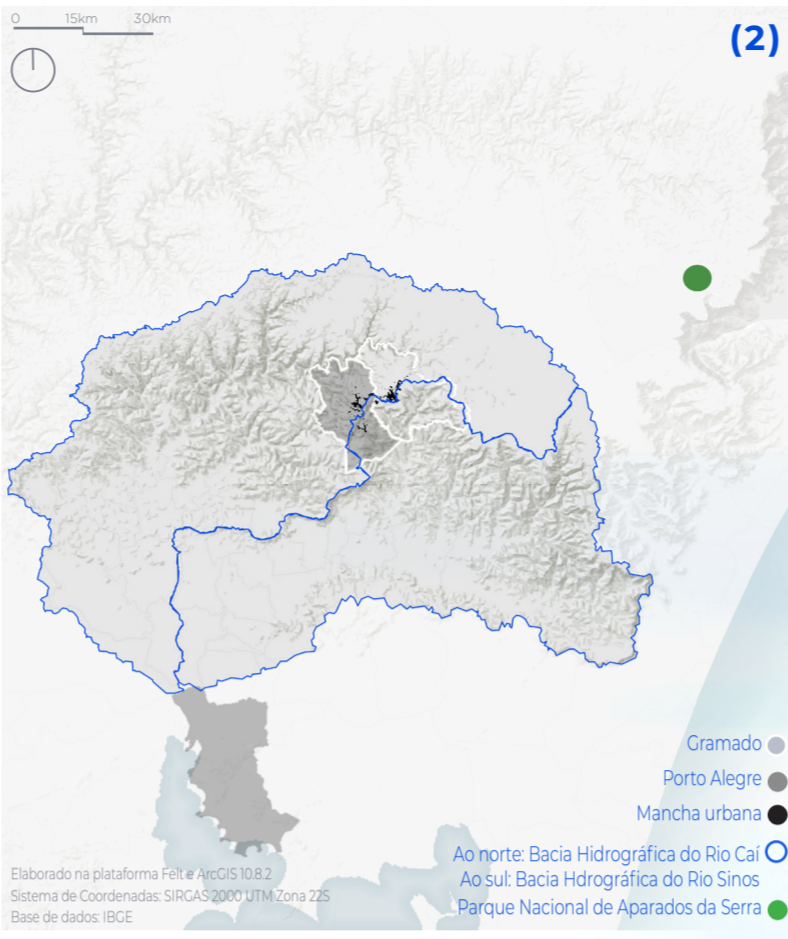 0 15km 30km
(2)
Gramado
Porto Alegre
Mancha urbana
Ao norte: Bacia Hidrográfica do Rio Caí
Ao sul: Bacia Hdrográfica do Rio Sinos
Parque Nacional de Aparados da Serra
Elaborado na plataforma Felt e ArcGIS 10.8.2
Sistema de Coordenadas: SIRGAS 2000 UTM Zona 22S
Base de dados: IBGE